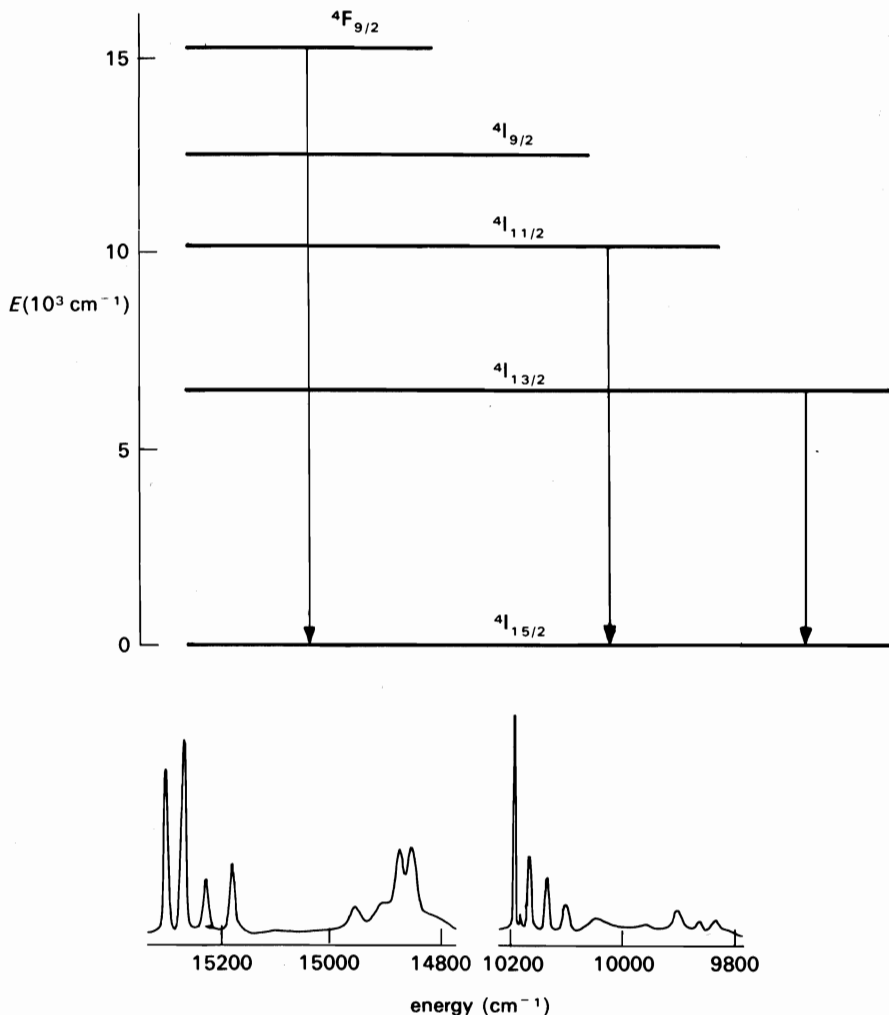 ⁴F₉/₂
15
⁴I₉/₂
⁴I₁₁/₂
10
E(10³ cm⁻¹)
⁴I₁₃/₂
5
⁴I₁₅/₂
0
15200 15000 14800 10200 10000 9800
energy (cm⁻¹)